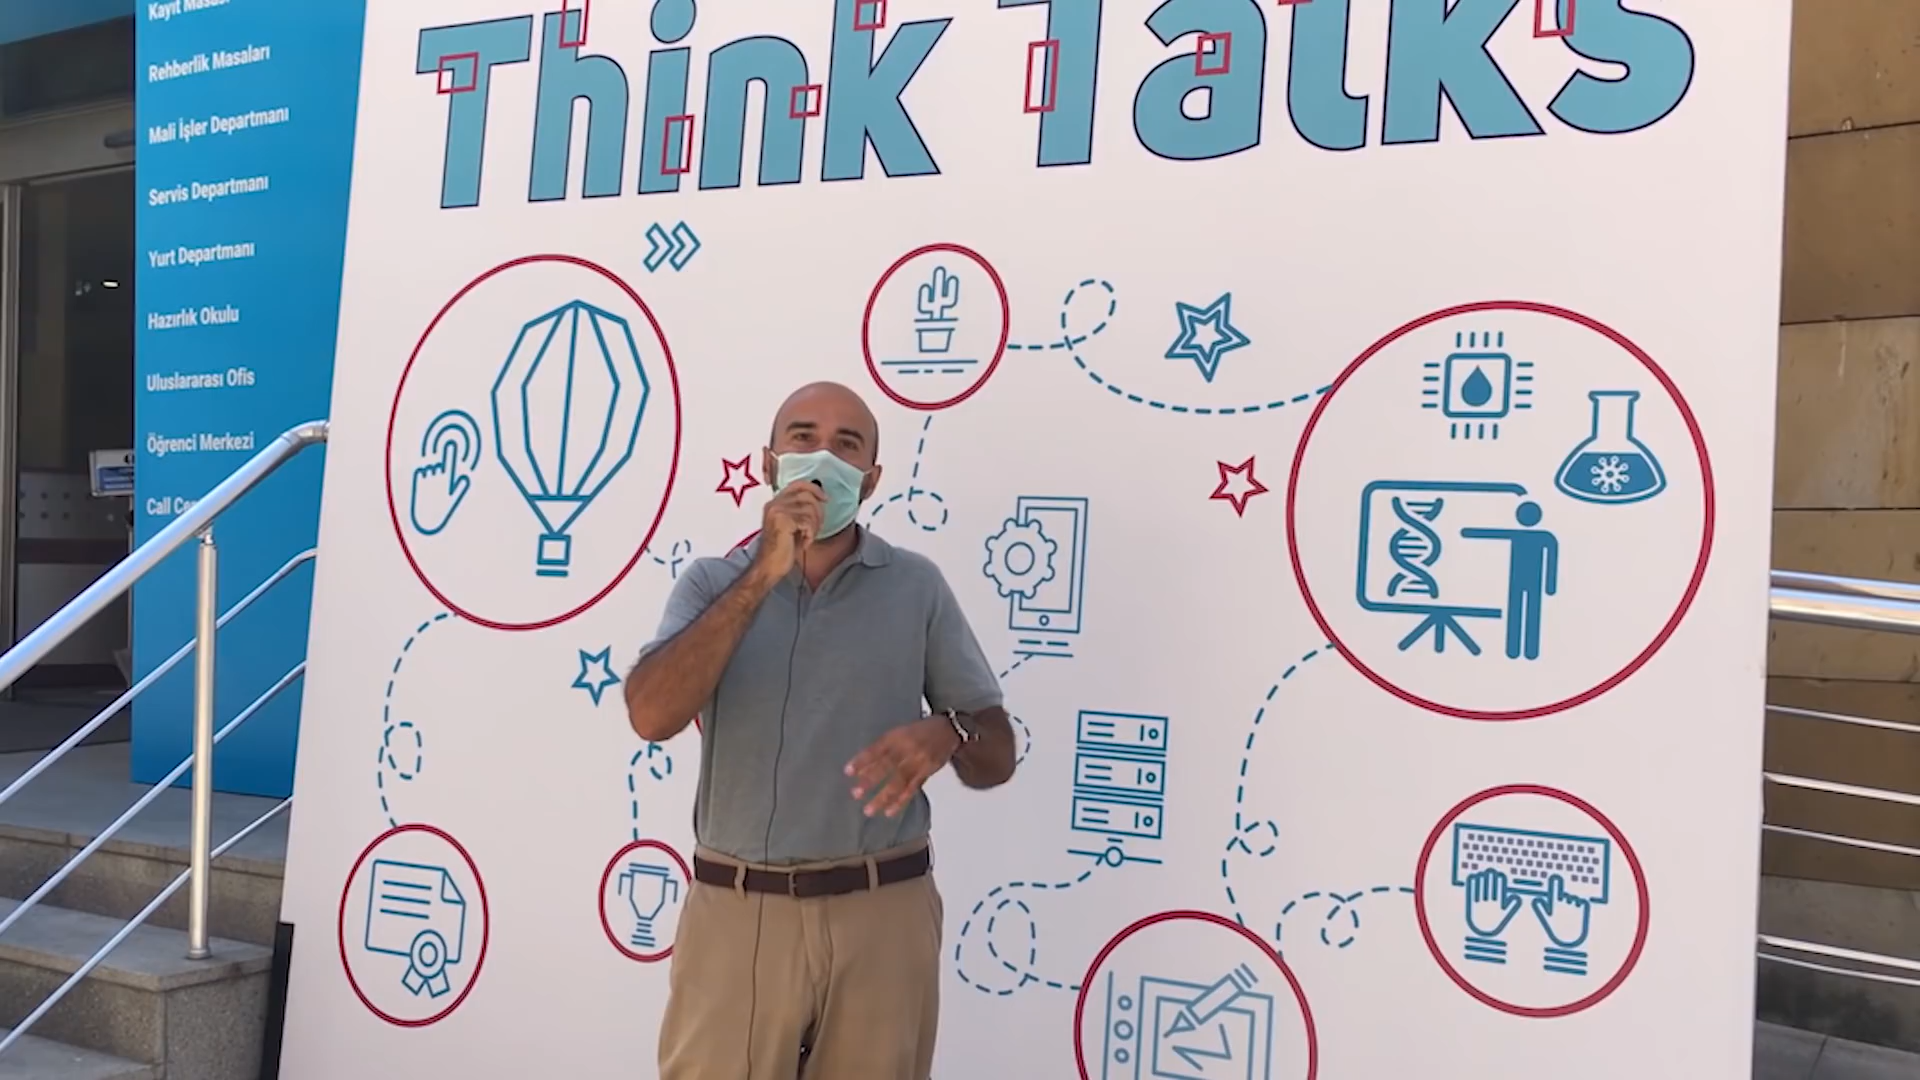 Think Talks
Kayıt Masası
Rehberlik Masaları
Mali İşler Departmanı
Servis Departmanı
Yurt Departmanı
Hazırlık Okulu
Uluslararası Ofis
Öğrenci Merkezi
Call